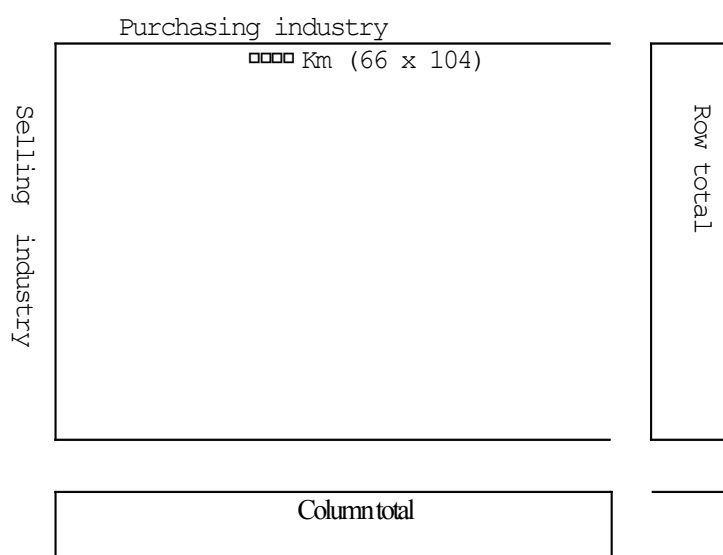 Purchasing industry
□□□□ Km (66 x 104)
Selling industry
Row total
Column total